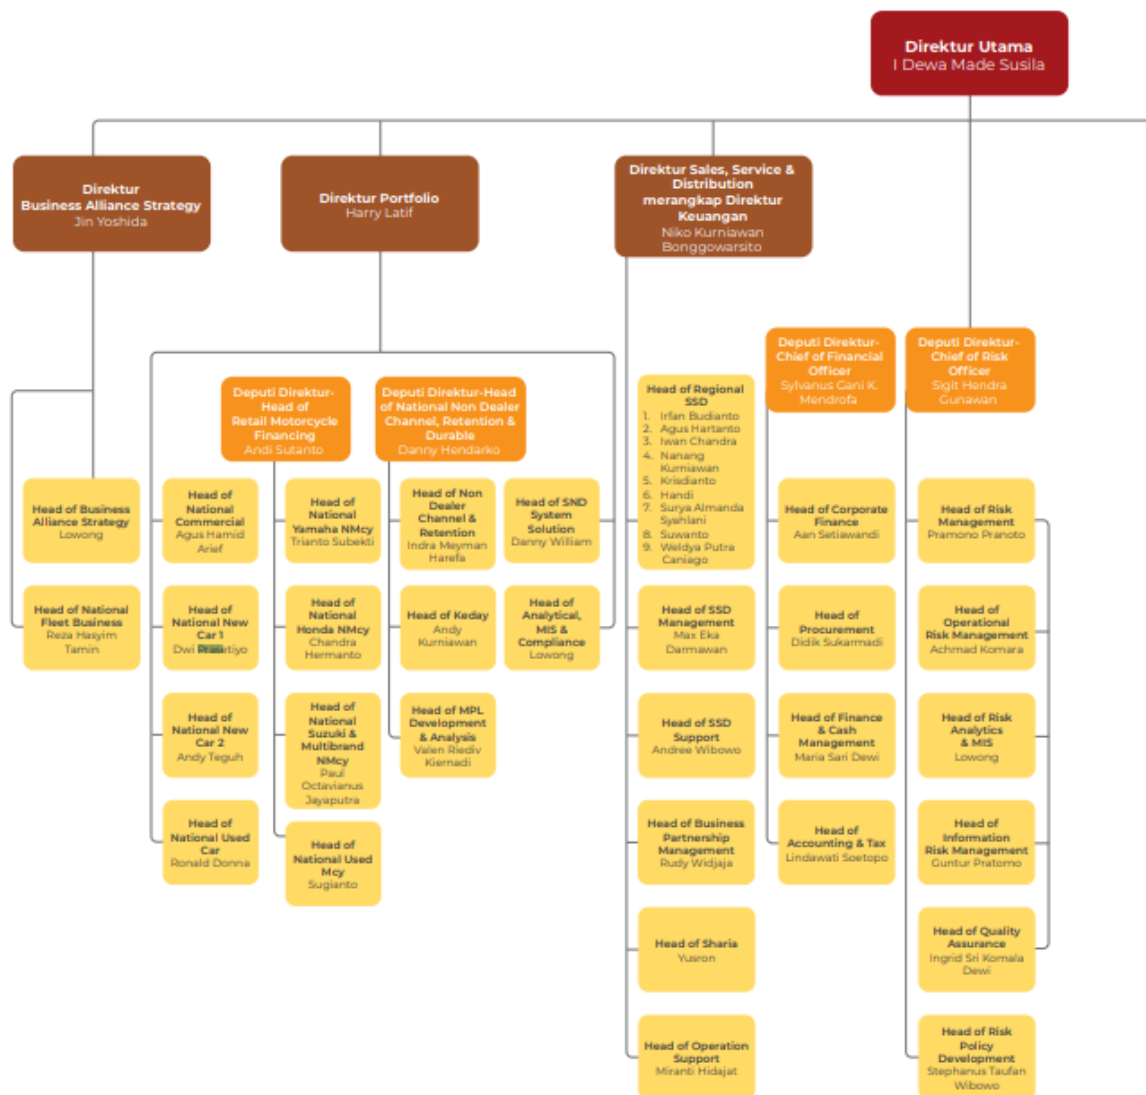 Direktur Utama
I Dewa Made Susila
Direktur
Business Alliance Strategy
Jin Yoshida
Direktur Portfolio
Harry Latif
Direktur Sales, Service &
Distribution
merangkap Direktur
Keuangan
Niko Kurniawan
Bonggowarsito
Deputi Direktur-
Chief of Financial
Officer
Sylvanus Gani K.
Mendrofa
Deputi Direktur-
Chief of Risk
Officer
Sigit Hendra
Gunawan
Deputi Direktur-
Head of
Retail Motorcycle
Financing
Andi Sutanto
Deputi Direktur-Head
of National Non Dealer
Channel, Retention &
Durable
Danny Hendarko
Head of Business
Alliance Strategy
Lowong
Head of National
Fleet Business
Reza Hasyim
Tamin
Head of
National
Commercial
Agus Hamid
Arief
Head of
National New
Car 1
Dwi Prasetiyo
Head of
National New
Car 2
Andy Teguh
Head of
National Used
Car
Ronald Donna
Head of
National
Yamaha NMcy
Trianto Subekti
Head of
National
Honda NMcy
Chandra
Hermanto
Head of
National
Suzuki &
Multibrand
NMcy
Paul
Octavianus
Jayaputra
Head of
National Used
Mcy
Sugianto
Head of Non
Dealer
Channel &
Retention
Indra Meyman
Harefa
Head of Keday
Andy
Kurniawan
Head of MPL
Development
& Analysis
Valen Riediv
Kiernadi
Head of SND
System
Solution
Danny William
Head of
Analytical,
MIS &
Compliance
Lowong
Head of Regional
SSD
1. Irfan Budianto
2. Agus Hartanto
3. Iwan Chandra
4. Nanang
Kurniawan
5. Krisdianto
6. Handi
7. Surya Almanda
Syahlani
8. Suwanto
9. Weldya Putra
Caniago
Head of SSD
Management
Max Eka
Darmawan
Head of SSD
Support
Andree Wibowo
Head of Business
Partnership
Management
Rudy Widjaja
Head of Sharia
Yusron
Head of Operation
Support
Miranti Hidajat
Head of Corporate
Finance
Aan Setiawandi
Head of
Procurement
Didik Sukarmadi
Head of Finance
& Cash
Management
Maria Sari Dewi
Head of
Accounting & Tax
Lindawati Soetopo
Head of Risk
Management
Pramono Pranoto
Head of
Operational
Risk Management
Achmad Komara
Head of Risk
Analytics
& MIS
Lowong
Head of
Information
Risk Management
Guntur Pratomo
Head of Quality
Assurance
Ingrid Sri Komala
Dewi
Head of Risk
Policy
Development
Stephanus Taufan
Wibowo